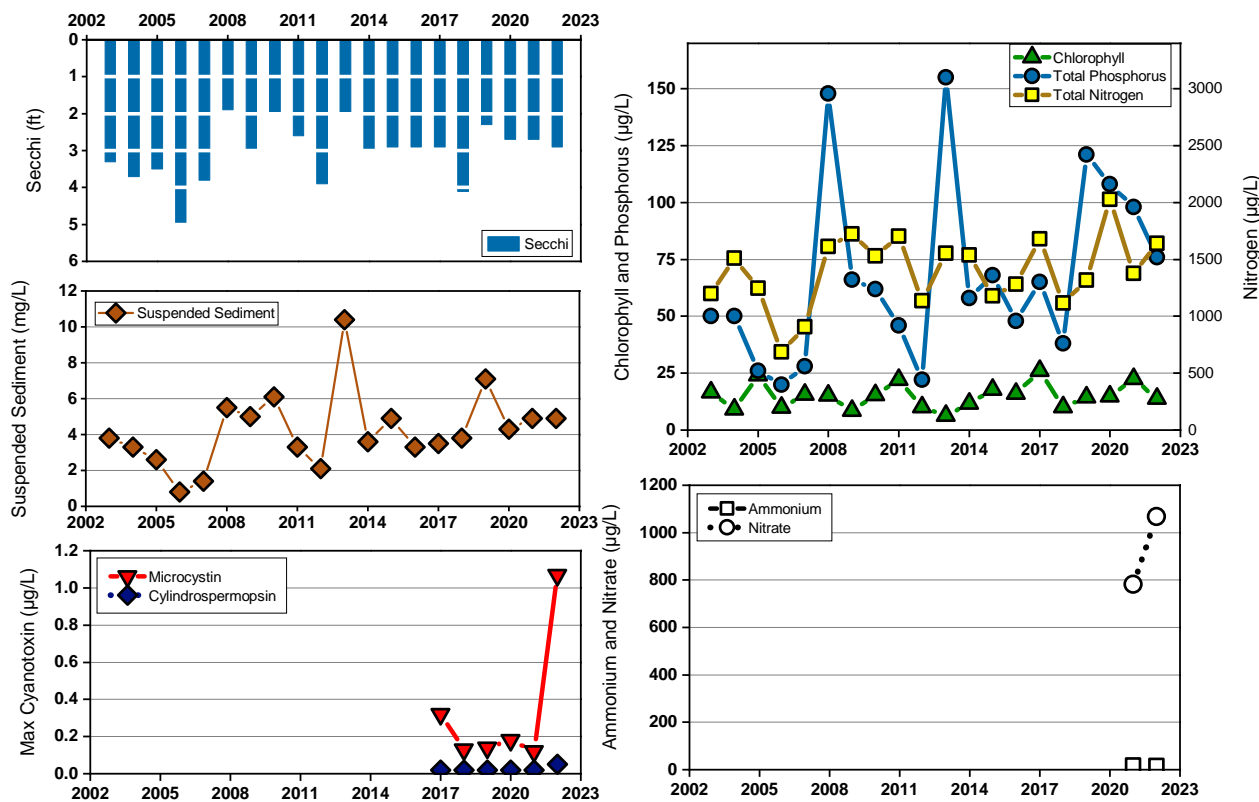 2002 2005 2008 2011 2014 2017 2020 2023
0
1
2
3
4
5
6
Secchi (ft)
Secchi
12
10
8
6
4
2
0
Suspended Sediment (mg/L)
Suspended Sediment
2002 2005 2008 2011 2014 2017 2020 2023
1.2
1.0
0.8
0.6
0.4
0.2
0.0
Max Cyanotoxin (µg/L)
Microcystin
Cylindrospermopsin
2002 2005 2008 2011 2014 2017 2020 2023
150
125
100
75
50
25
0
Chlorophyll and Phosphorus (µg/L)
Chlorophyll
Total Phosphorus
Total Nitrogen
3000
2500
2000
1500
1000
500
0
Nitrogen (µg/L)
2002 2005 2008 2011 2014 2017 2020 2023
1200
1000
800
600
400
200
0
Ammonium and Nitrate (µg/L)
Ammonium
Nitrate
2002 2005 2008 2011 2014 2017 2020 2023